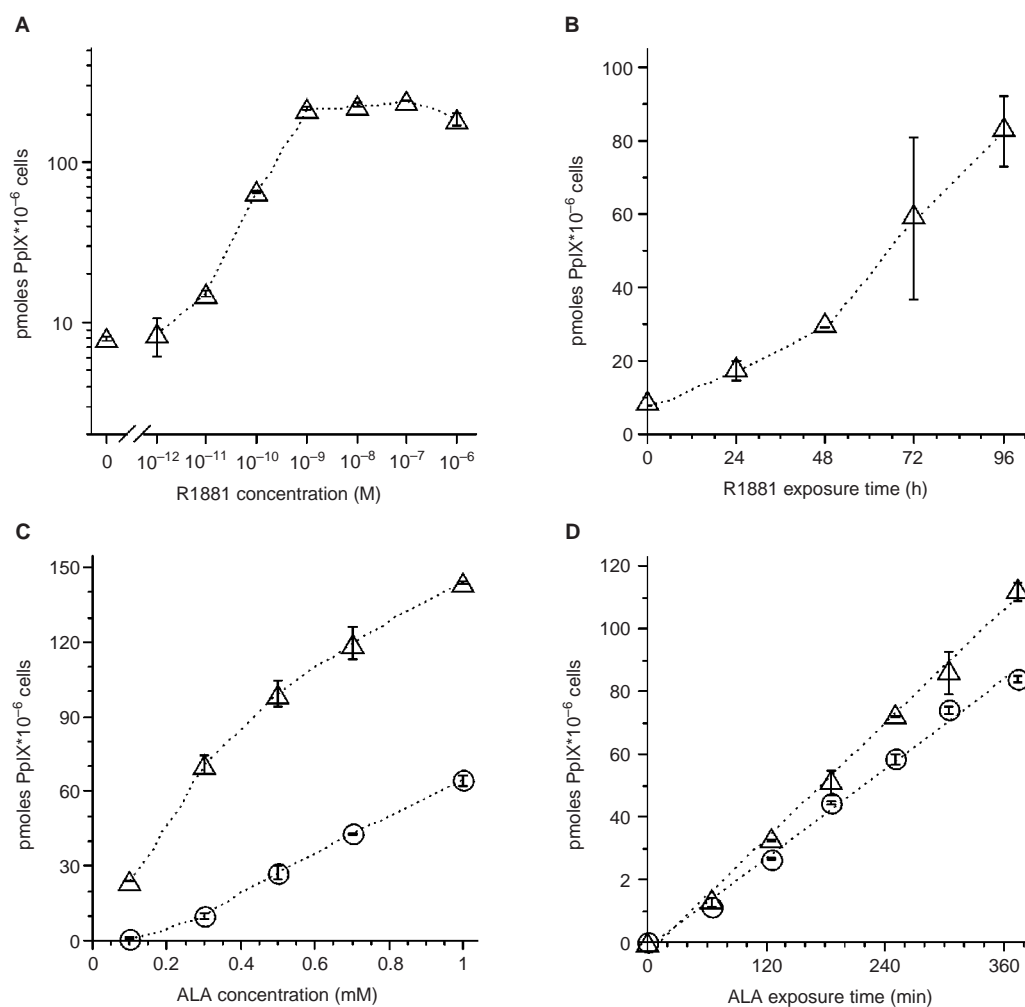 A
pmoles PpIX*10⁻⁶ cells
100
10
0 10⁻¹² 10⁻¹¹ 10⁻¹⁰ 10⁻⁹ 10⁻⁸ 10⁻⁷ 10⁻⁶
R1881 concentration (M)
B
pmoles PpIX*10⁻⁶ cells
100
80
60
40
20
0
0 24 48 72 96
R1881 exposure time (h)
C
pmoles PpIX*10⁻⁶ cells
150
120
90
60
30
0
0 0.2 0.4 0.6 0.8 1
ALA concentration (mM)
D
pmoles PpIX*10⁻⁶ cells
120
100
80
60
40
2
0
0 120 240 360
ALA exposure time (min)